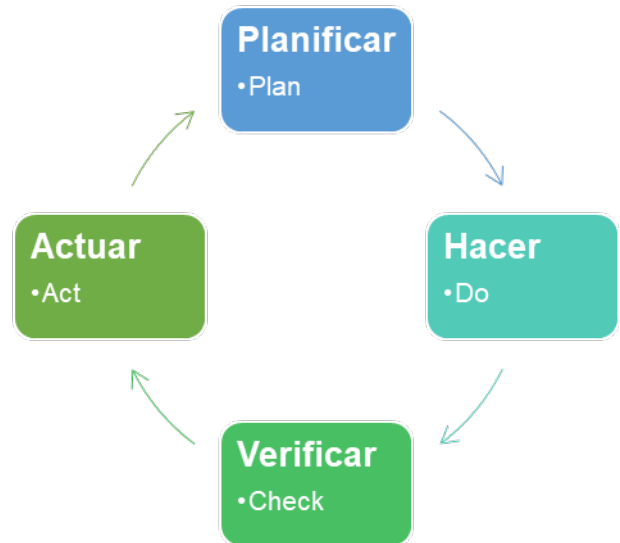 Planificar
•Plan
Hacer
•Do
Verificar
•Check
Actuar
•Act